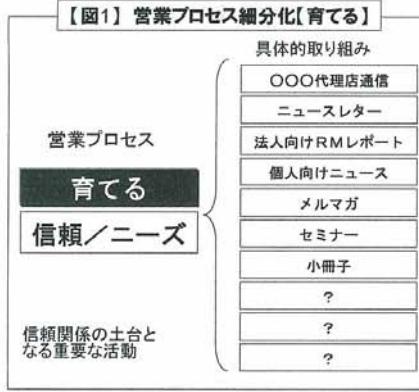 【図1】営業プロセス細分化【育てる】
具体的取り組み
〇〇〇代理店通信
ニュースレター
営業プロセス
法人向けRMレポート
育てる
個人向けニュース
メルマガ
信頼/ニーズ
セミナー
小冊子
?
信頼関係の土台と
なる重要な活動
?
?